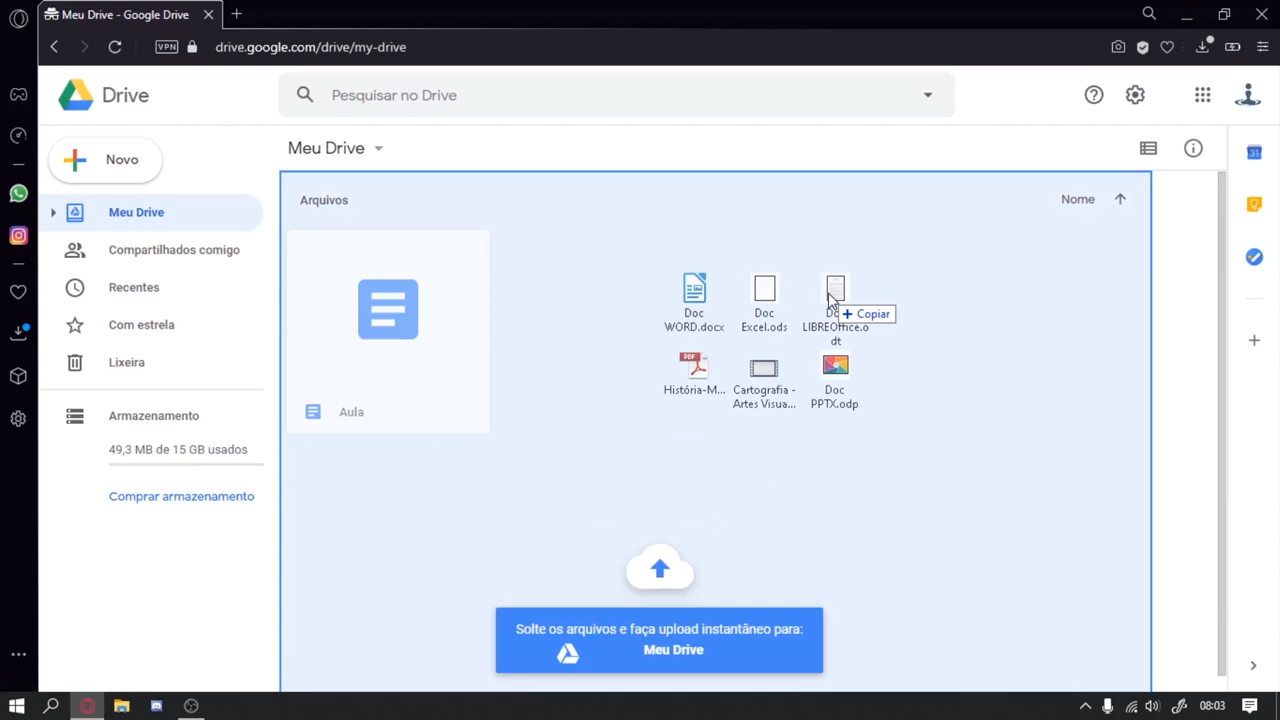 Meu Drive - Google Drive
VPN
drive.google.com/drive/my-drive
Drive
Pesquisar no Drive
Novo
Meu Drive
Meu Drive
Compartilhados comigo
Recentes
Com estrela
Lixeira
Armazenamento
49,3 MB de 15 GB usados
Comprar armazenamento
Arquivos
Nome
Aula
Doc
WORD.docx
Doc
Excel.ods
LIBREOffice.o
dt
Copiar
PDF
História-M...
Cartografia -
Artes Visua...
Doc
PPTX.odp
Solte os arquivos e faça upload instantâneo para:
Meu Drive
31
08:03